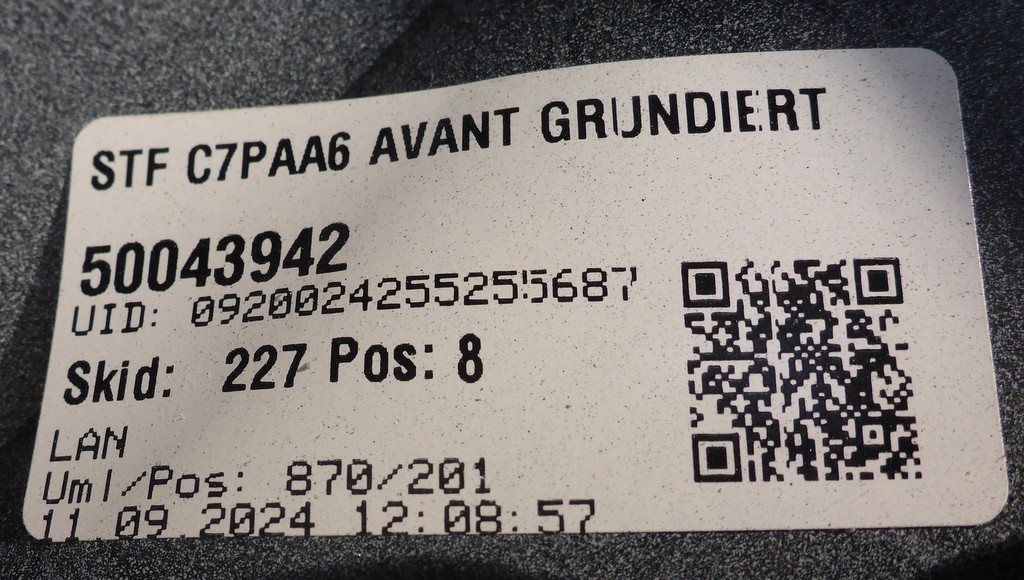 STF C7PAA6 AVANT GRUNDIERT
50043942
UID: 0920024255255687
Skid: 227 Pos: 8
LAN
Uml/Pos: 870/201
11.09.2024 12:08:57